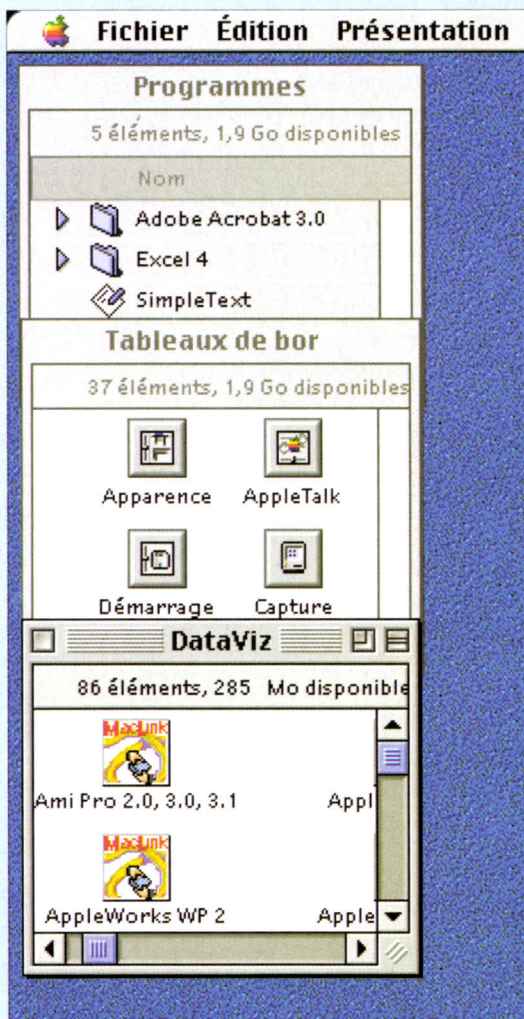 Fichier Édition Présentation
Programmes
5 éléments, 1,9 Go disponibles
Nom
Adobe Acrobat 3.0
Excel 4
SimpleText
Tableaux de bor
37 éléments, 1,9 Go disponibles
Apparence AppleTalk
Démarrage Capture
DataViz
86 éléments, 285 Mo disponible
MacLink
Ami Pro 2.0, 3.0, 3.1 Appl
MacLink
AppleWorks WP 2 Apple